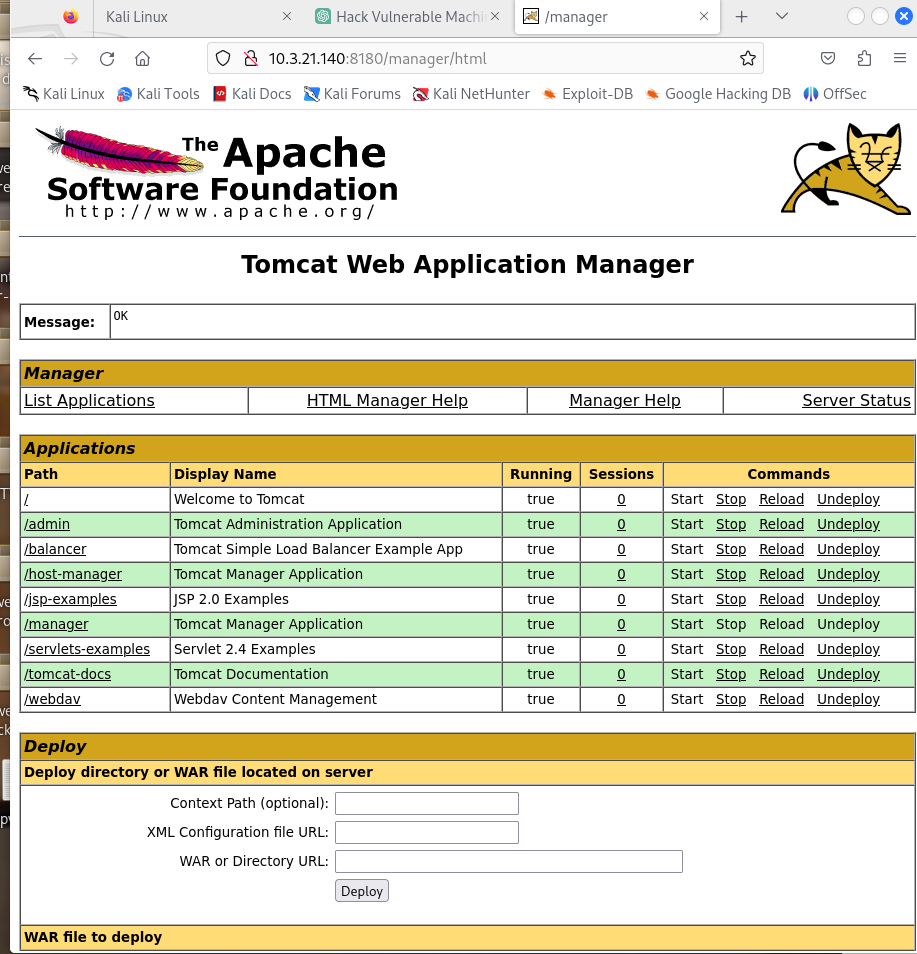 Kali Linux
Hack Vulnerable Machi
/manager
10.3.21.140:8180/manager/html
Kali Linux Kali Tools Kali Docs Kali Forums Kali NetHunter Exploit-DB Google Hacking DB OffSec
The Apache
Software Foundation
http://www.apache.org/
Tomcat Web Application Manager
Message: OK
Manager
List Applications HTML Manager Help Manager Help Server Status
Applications
Path Display Name Running Sessions Commands
/ Welcome to Tomcat true 0 Start Stop Reload Undeploy
/admin Tomcat Administration Application true 0 Start Stop Reload Undeploy
/balancer Tomcat Simple Load Balancer Example App true 0 Start Stop Reload Undeploy
/host-manager Tomcat Manager Application true 0 Start Stop Reload Undeploy
/jsp-examples JSP 2.0 Examples true 0 Start Stop Reload Undeploy
/manager Tomcat Manager Application true 0 Start Stop Reload Undeploy
/servlets-examples Servlet 2.4 Examples true 0 Start Stop Reload Undeploy
/tomcat-docs Tomcat Documentation true 0 Start Stop Reload Undeploy
/webdav Webdav Content Management true 0 Start Stop Reload Undeploy
Deploy
Deploy directory or WAR file located on server
Context Path (optional):
XML Configuration file URL:
WAR or Directory URL:
Deploy
WAR file to deploy